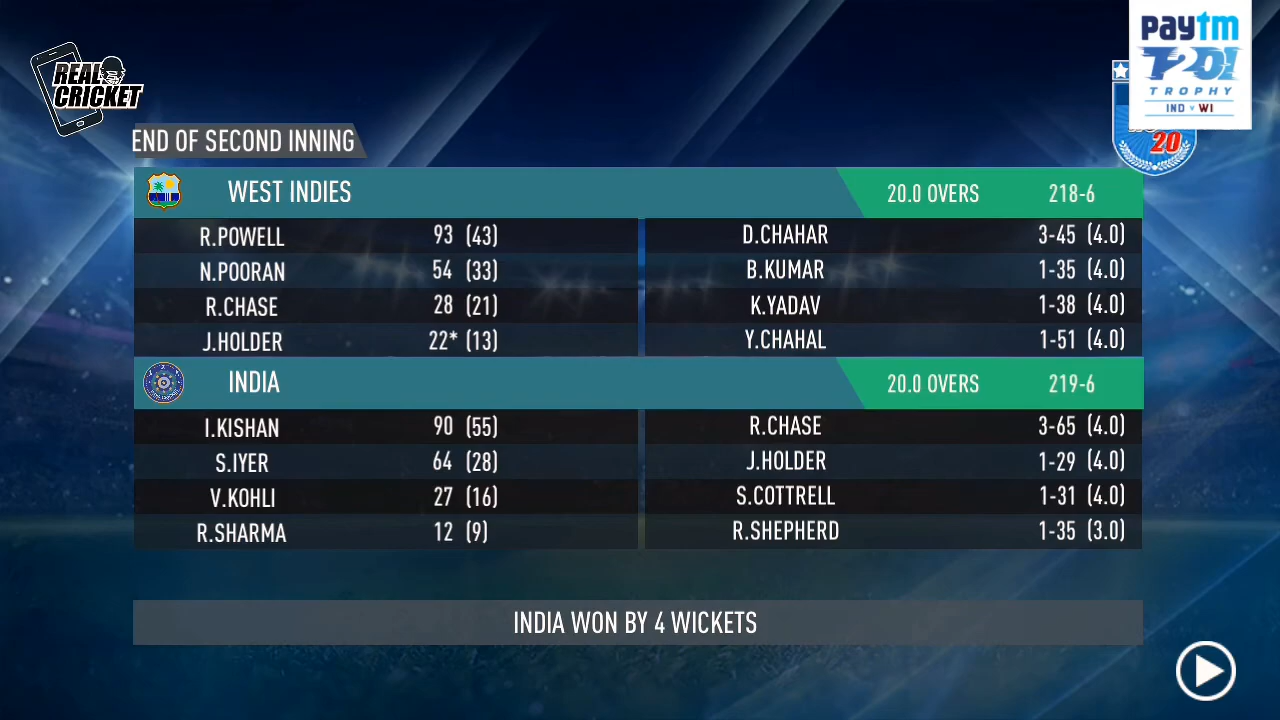 REAL
CRICKET
paytm
T20I
TROPHY
IND v WI
20
END OF SECOND INNING
WEST INDIES 20.0 OVERS 218-6
R.POWELL 93 (43) D.CHAHAR 3-45 (4.0)
N.POORAN 54 (33) B.KUMAR 1-35 (4.0)
R.CHASE 28 (21) K.YADAV 1-38 (4.0)
J.HOLDER 22* (13) Y.CHAHAL 1-51 (4.0)
INDIA 20.0 OVERS 219-6
I.KISHAN 90 (55) R.CHASE 3-65 (4.0)
S.IYER 64 (28) J.HOLDER 1-29 (4.0)
V.KOHLI 27 (16) S.COTTRELL 1-31 (4.0)
R.SHARMA 12 (9) R.SHEPHERD 1-35 (3.0)
INDIA WON BY 4 WICKETS